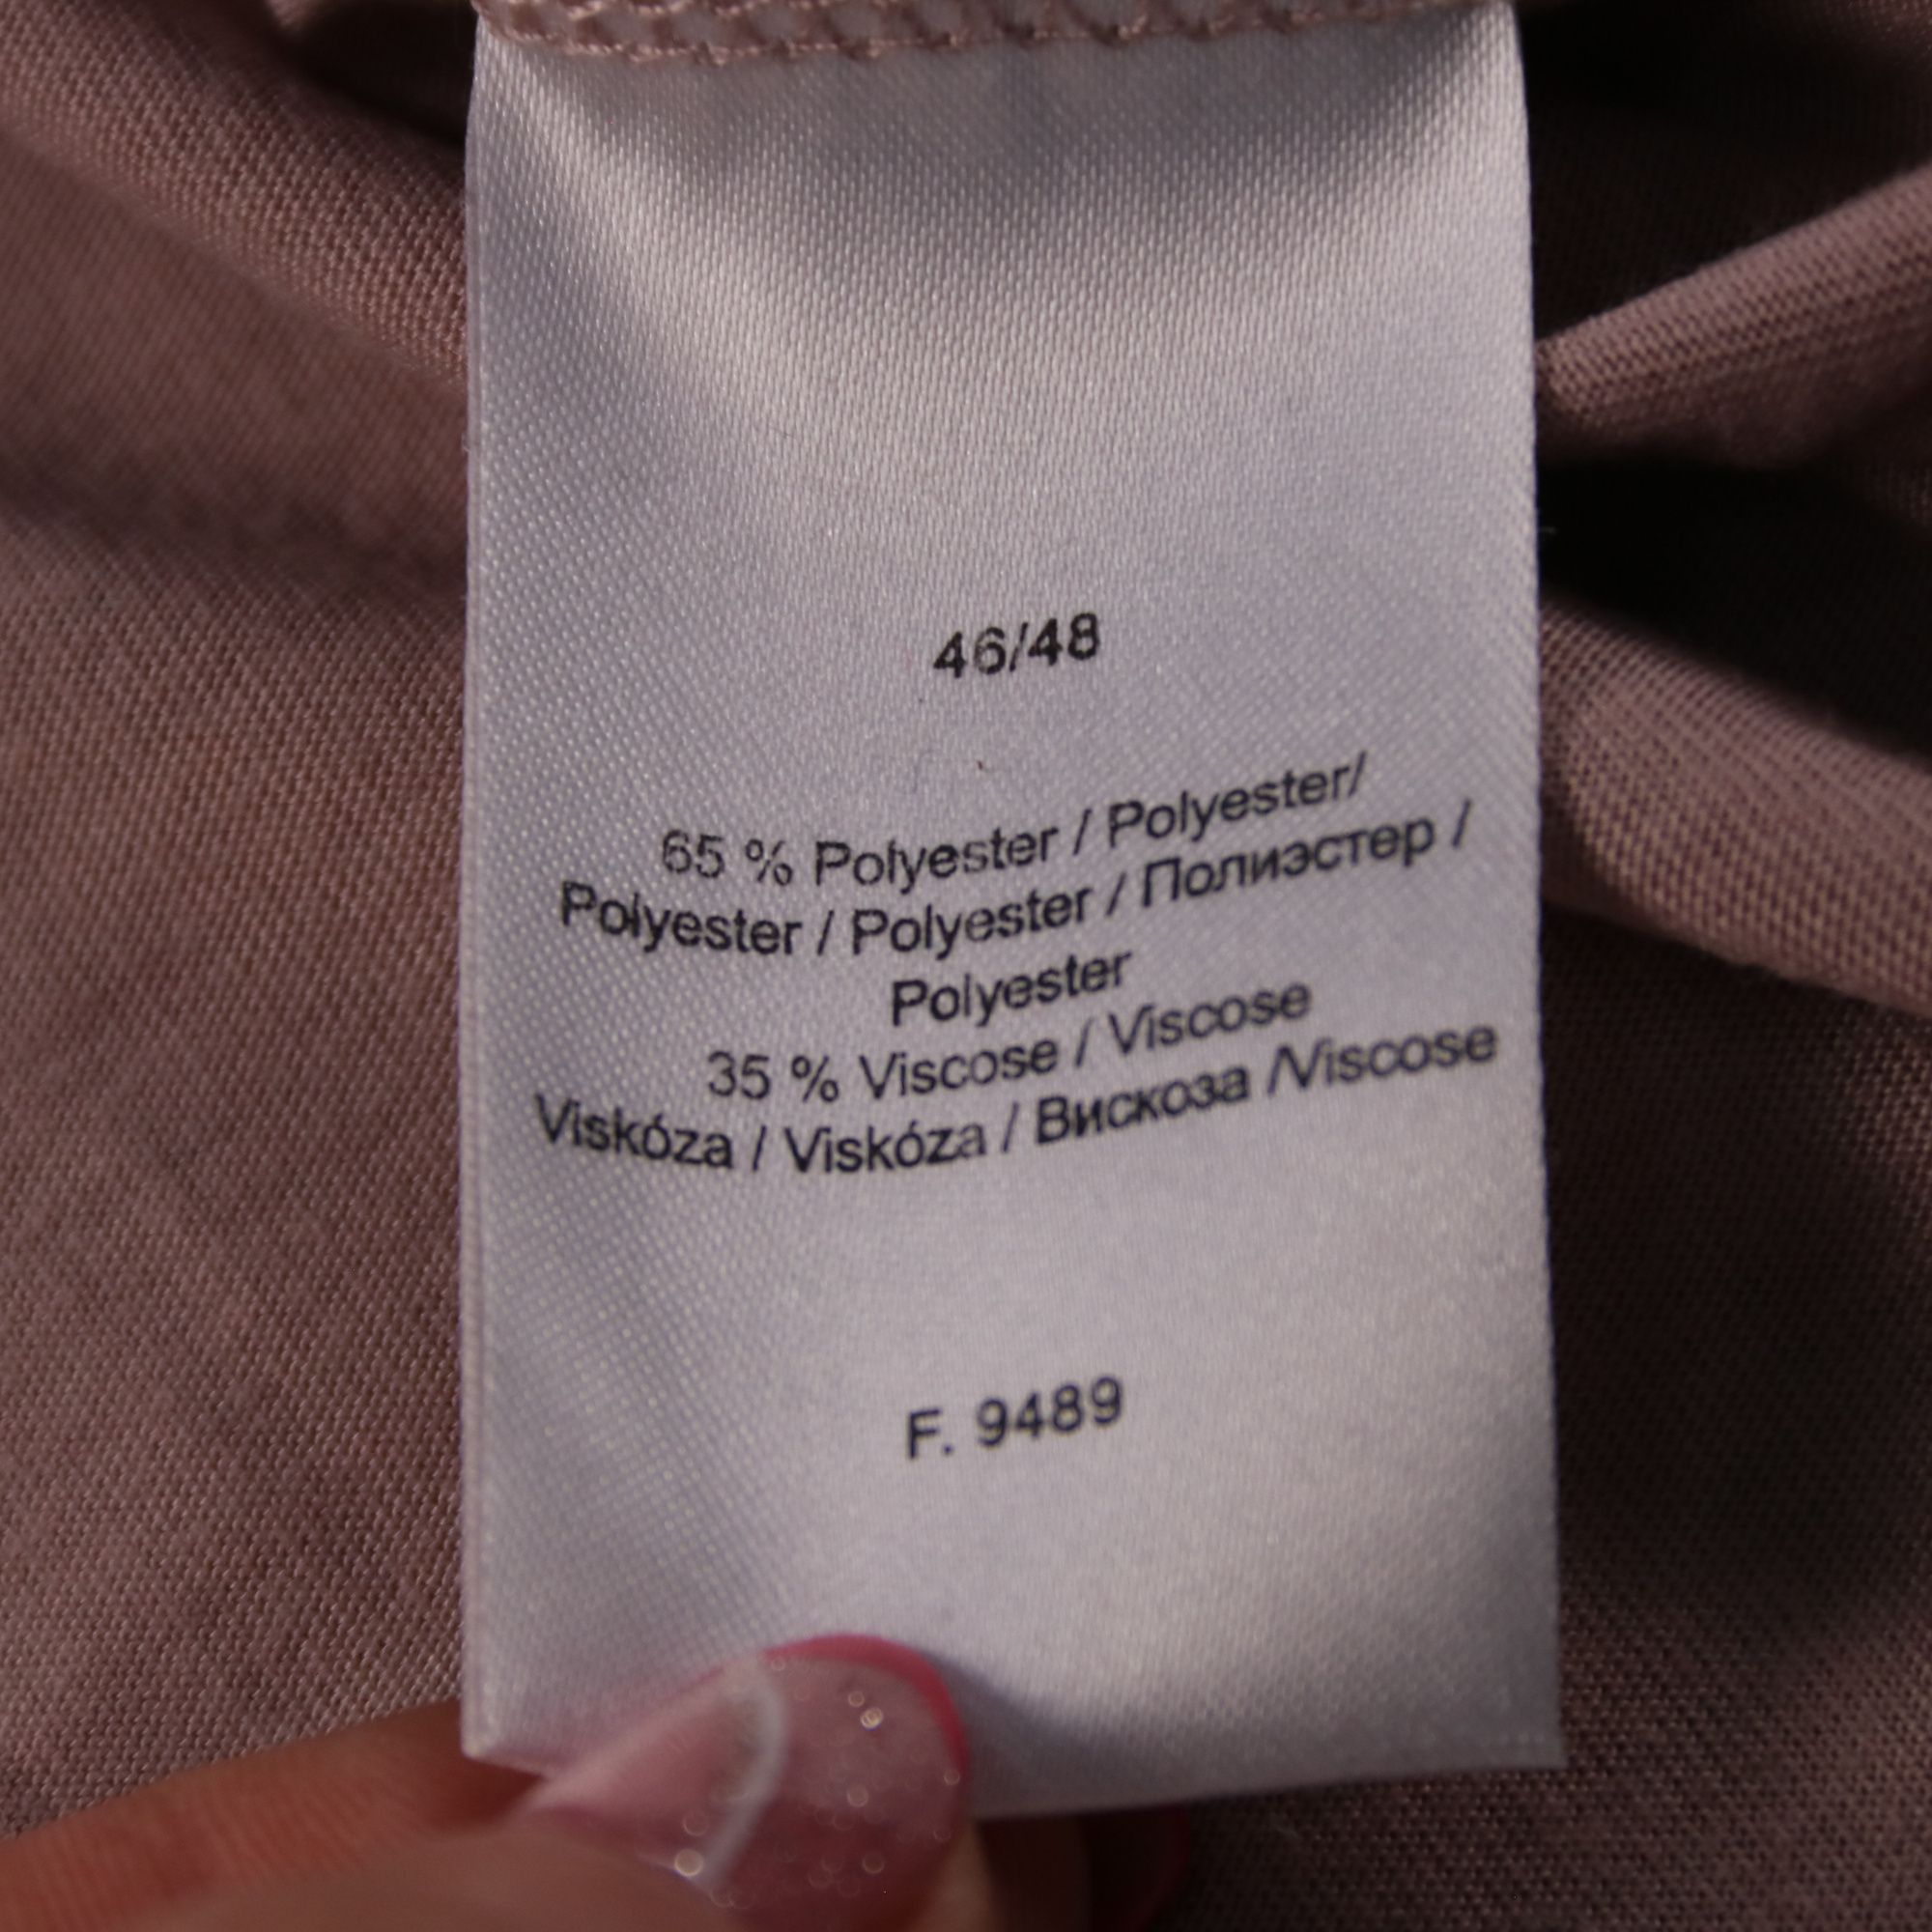 46/48
65 % Polyester / Polyester/
Polyester / Polyester / Полиэстер /
Polyester
35 % Viscose / Viscose
Viskóza / Viskóza / Вискоза /Viscose
F. 9489